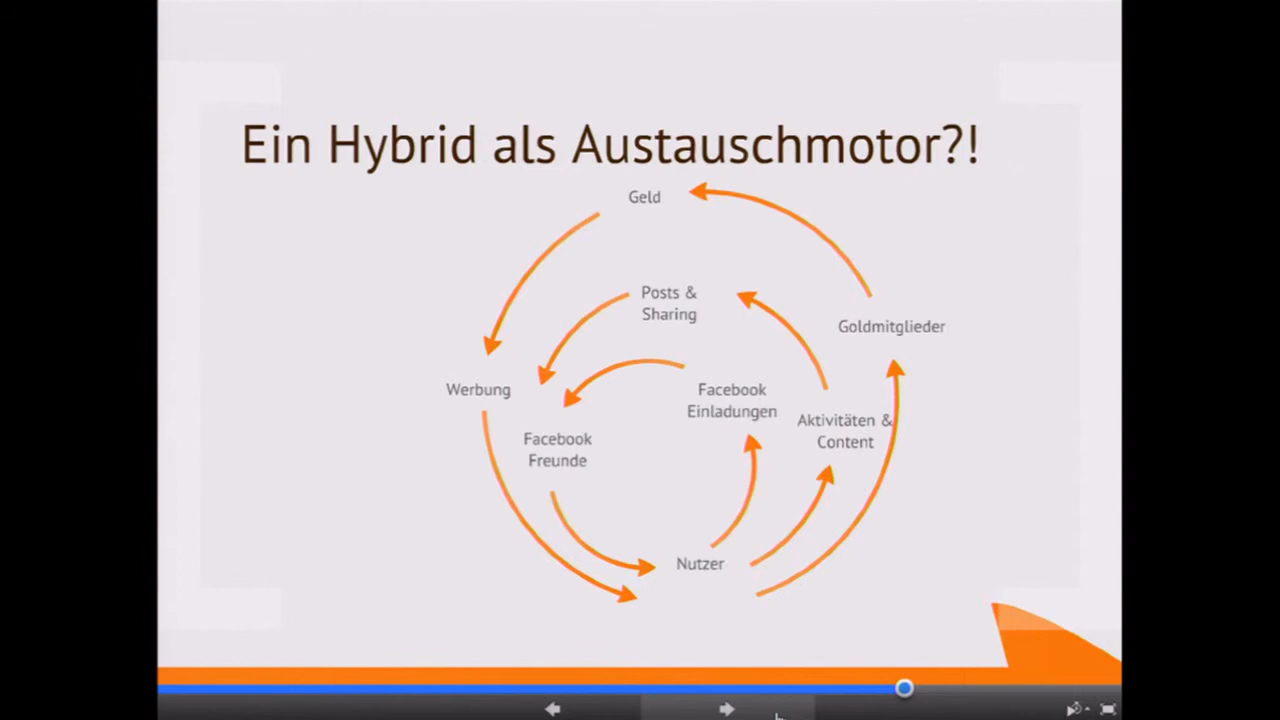 Ein Hybrid als Austauschmotor?!
Geld
Posts &
Sharing
Goldmitglieder
Werbung
Facebook
Einladungen
Aktivitäten &
Content
Facebook
Freunde
Nutzer